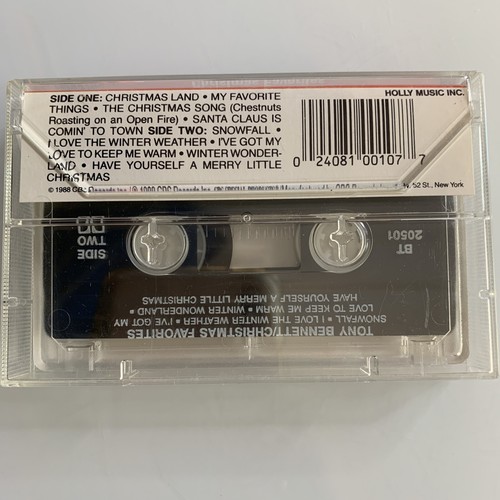 SIDE ONE: CHRISTMAS LAND • MY FAVORITE
THINGS • THE CHRISTMAS SONG (Chestnuts
Roasting on an Open Fire) • SANTA CLAUS IS
COMIN' TO TOWN SIDE TWO: SNOWFALL •
I LOVE THE WINTER WEATHER • I'VE GOT MY
LOVE TO KEEP ME WARM • WINTER WONDER-
LAND • HAVE YOURSELF A MERRY LITTLE
CHRISTMAS
© 1988 CBS Records Inc.
52 St., New York
HOLLY MUSIC INC.
0 24081 00107 7
TONY BENNETT/CHRISTMAS FAVORITES
SNOWFALL • I LOVE THE WINTER WEATHER • I'VE GOT MY
LOVE TO KEEP ME WARM • WINTER WONDERLAND •
HAVE YOURSELF A MERRY LITTLE CHRISTMAS
BT
20501
SIDE
TWO